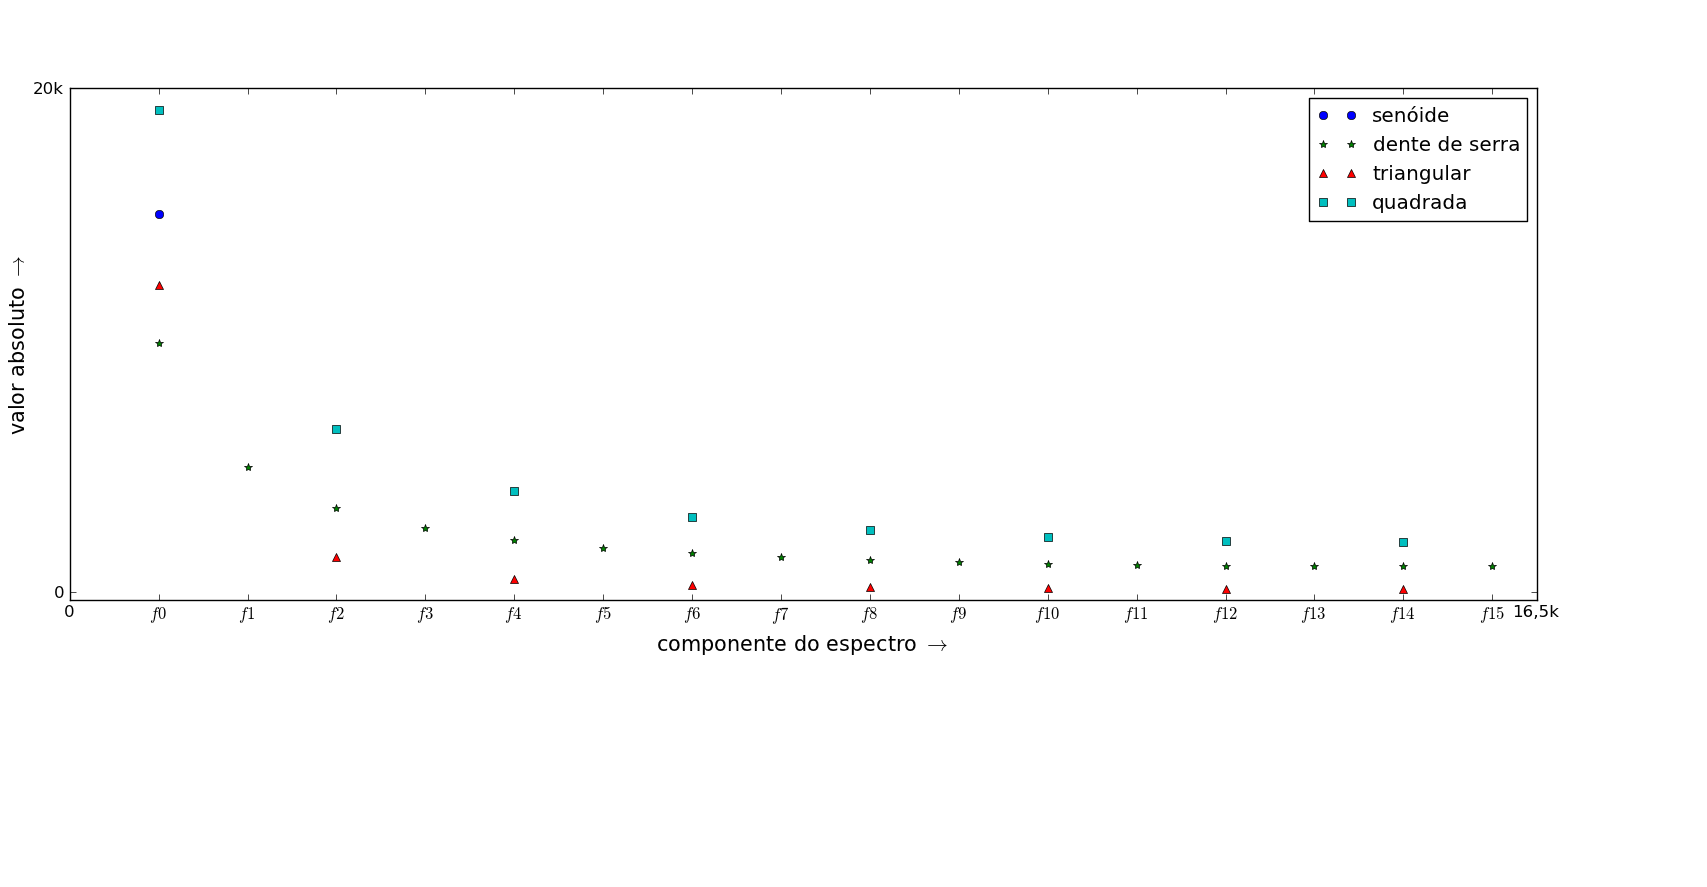 20k
senóide
dente de serra
triangular
quadrada
valor absoluto →
0
0 f0 f1 f2 f3 f4 f5 f6 f7 f8 f9 f10 f11 f12 f13 f14 f15 16,5k
componente do espectro →